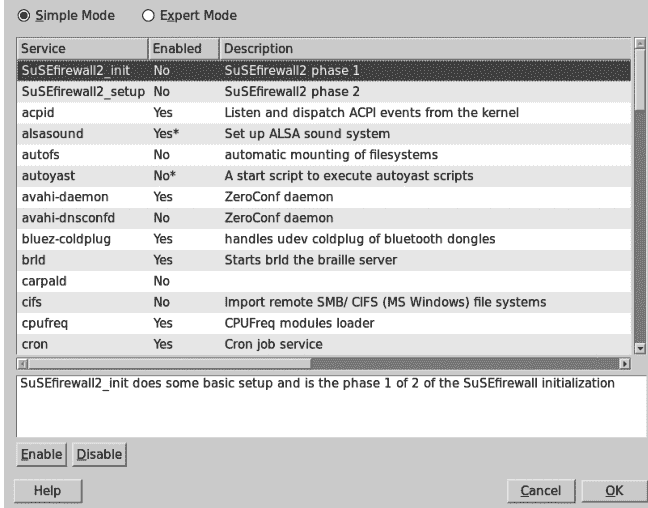 Simple Mode Expert Mode
Service Enabled Description
SuSEfirewall2_init No SuSEfirewall2 phase 1
SuSEfirewall2_setup No SuSEfirewall2 phase 2
acpid Yes Listen and dispatch ACPI events from the kernel
alsasound Yes* Set up ALSA sound system
autofs No automatic mounting of filesystems
autoyast No* A start script to execute autoyast scripts
avahi-daemon Yes ZeroConf daemon
avahi-dnsconfd No ZeroConf daemon
bluez-coldplug Yes handles udev coldplug of bluetooth dongles
brld Yes Starts brld the braille server
carpald No
cifs No Import remote SMB/ CIFS (MS Windows) file systems
cpufreq Yes CPUFreq modules loader
cron Yes Cron job service
SuSEfirewall2_init does some basic setup and is the phase 1 of 2 of the SuSEfirewall initialization
Enable Disable
Help Cancel OK